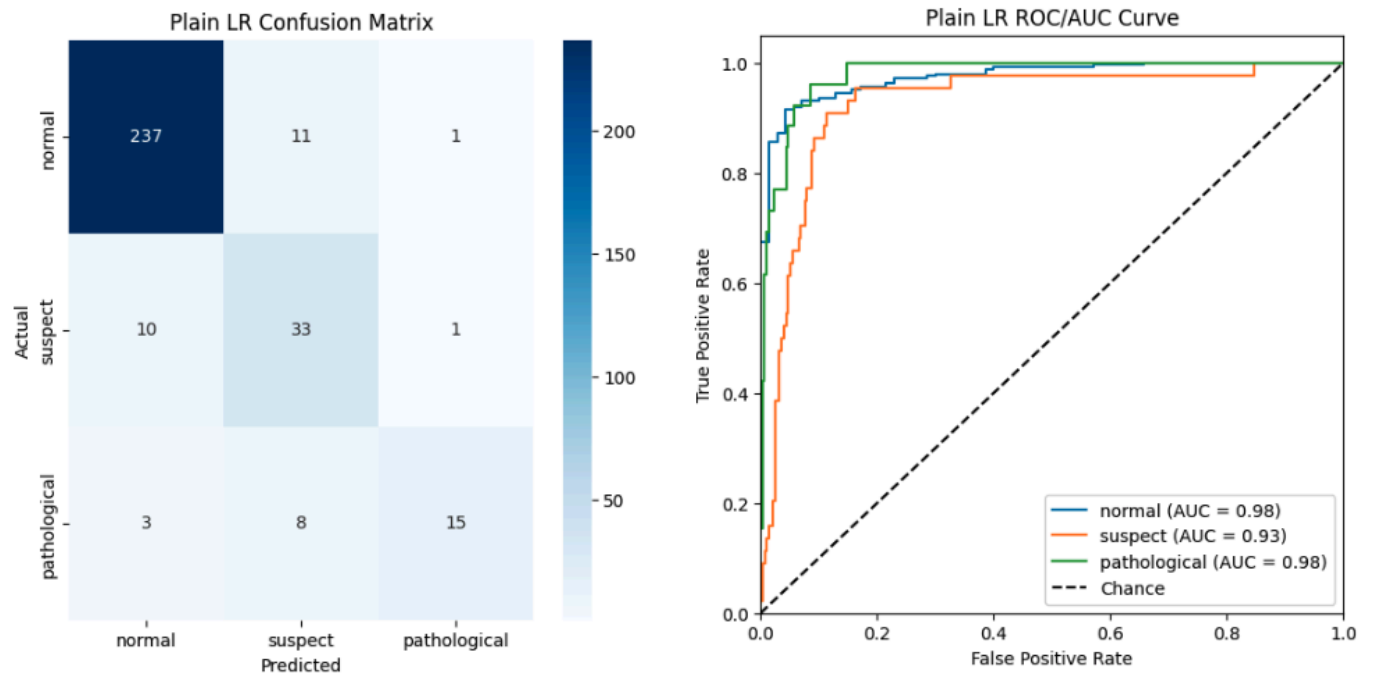 Plain LR Confusion Matrix
normal
suspect
pathological
Actual
237 11 1
10 33 1
3 8 15
normal suspect pathological
Predicted
200
150
100
50
Plain LR ROC/AUC Curve
True Positive Rate
1.0
0.8
0.6
0.4
0.2
0.0
0.0 0.2 0.4 0.6 0.8 1.0
False Positive Rate
normal (AUC = 0.98)
suspect (AUC = 0.93)
pathological (AUC = 0.98)
Chance